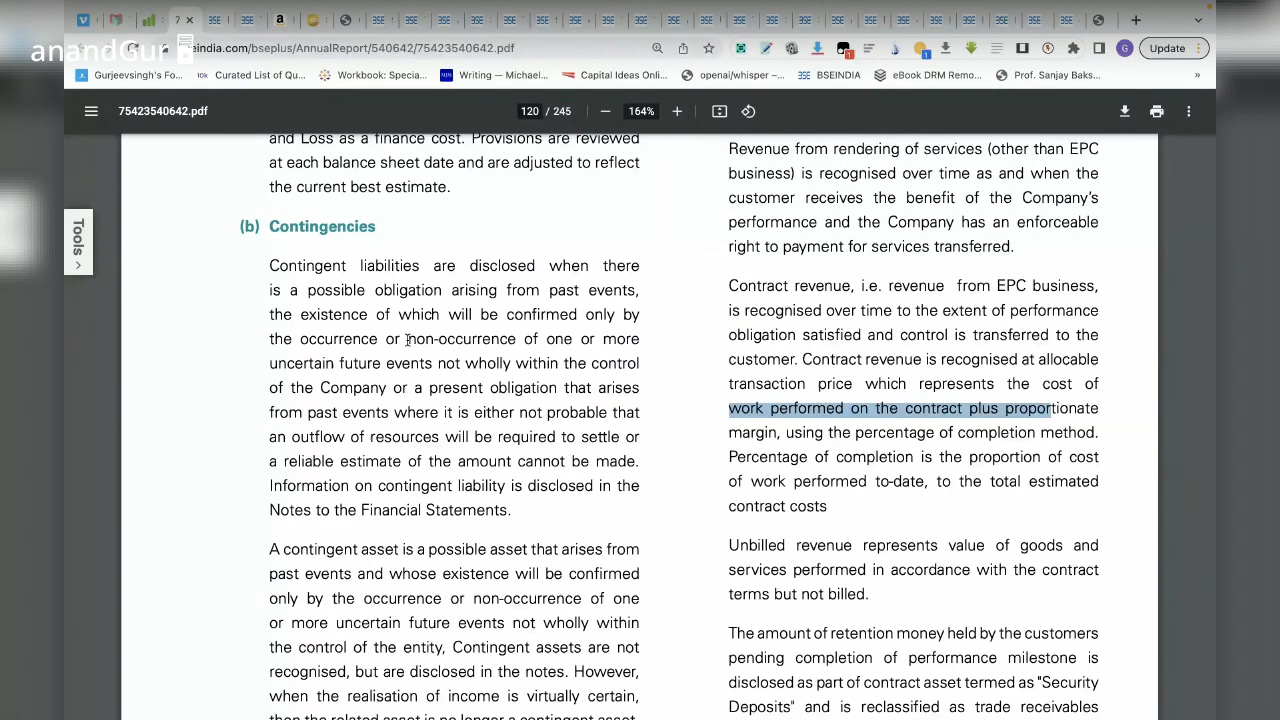 anandGur
eindia.com/bseplus/AnnualReport/540642/75423540642.pdf
Update
Gurjeevsingh's Fo...
Curated List of Qu...
Workbook: Specia...
Writing – Michael...
Capital Ideas Onli...
openai/whisper –...
BSEINDIA
eBook DRM Remo...
Prof. Sanjay Baks...
»
75423540642.pdf
120 / 245
164%
Tools
and Loss as a finance cost. Provisions are reviewed
at each balance sheet date and are adjusted to reflect
the current best estimate.
(b) Contingencies
Contingent liabilities are disclosed when there
is a possible obligation arising from past events,
the existence of which will be confirmed only by
the occurrence or non-occurrence of one or more
uncertain future events not wholly within the control
of the Company or a present obligation that arises
from past events where it is either not probable that
an outflow of resources will be required to settle or
a reliable estimate of the amount cannot be made.
Information on contingent liability is disclosed in the
Notes to the Financial Statements.
A contingent asset is a possible asset that arises from
past events and whose existence will be confirmed
only by the occurrence or non-occurrence of one
or more uncertain future events not wholly within
the control of the entity, Contingent assets are not
recognised, but are disclosed in the notes. However,
when the realisation of income is virtually certain,
then the related asset is no longer a contingent asset,
Revenue from rendering of services (other than EPC
business) is recognised over time as and when the
customer receives the benefit of the Company's
performance and the Company has an enforceable
right to payment for services transferred.
Contract revenue, i.e. revenue from EPC business,
is recognised over time to the extent of performance
obligation satisfied and control is transferred to the
customer. Contract revenue is recognised at allocable
transaction price which represents the cost of
work performed on the contract plus proportionate
margin, using the percentage of completion method.
Percentage of completion is the proportion of cost
of work performed to-date, to the total estimated
contract costs
Unbilled revenue represents value of goods and
services performed in accordance with the contract
terms but not billed.
The amount of retention money held by the customers
pending completion of performance milestone is
disclosed as part of contract asset termed as "Security
Deposits" and is reclassified as trade receivables